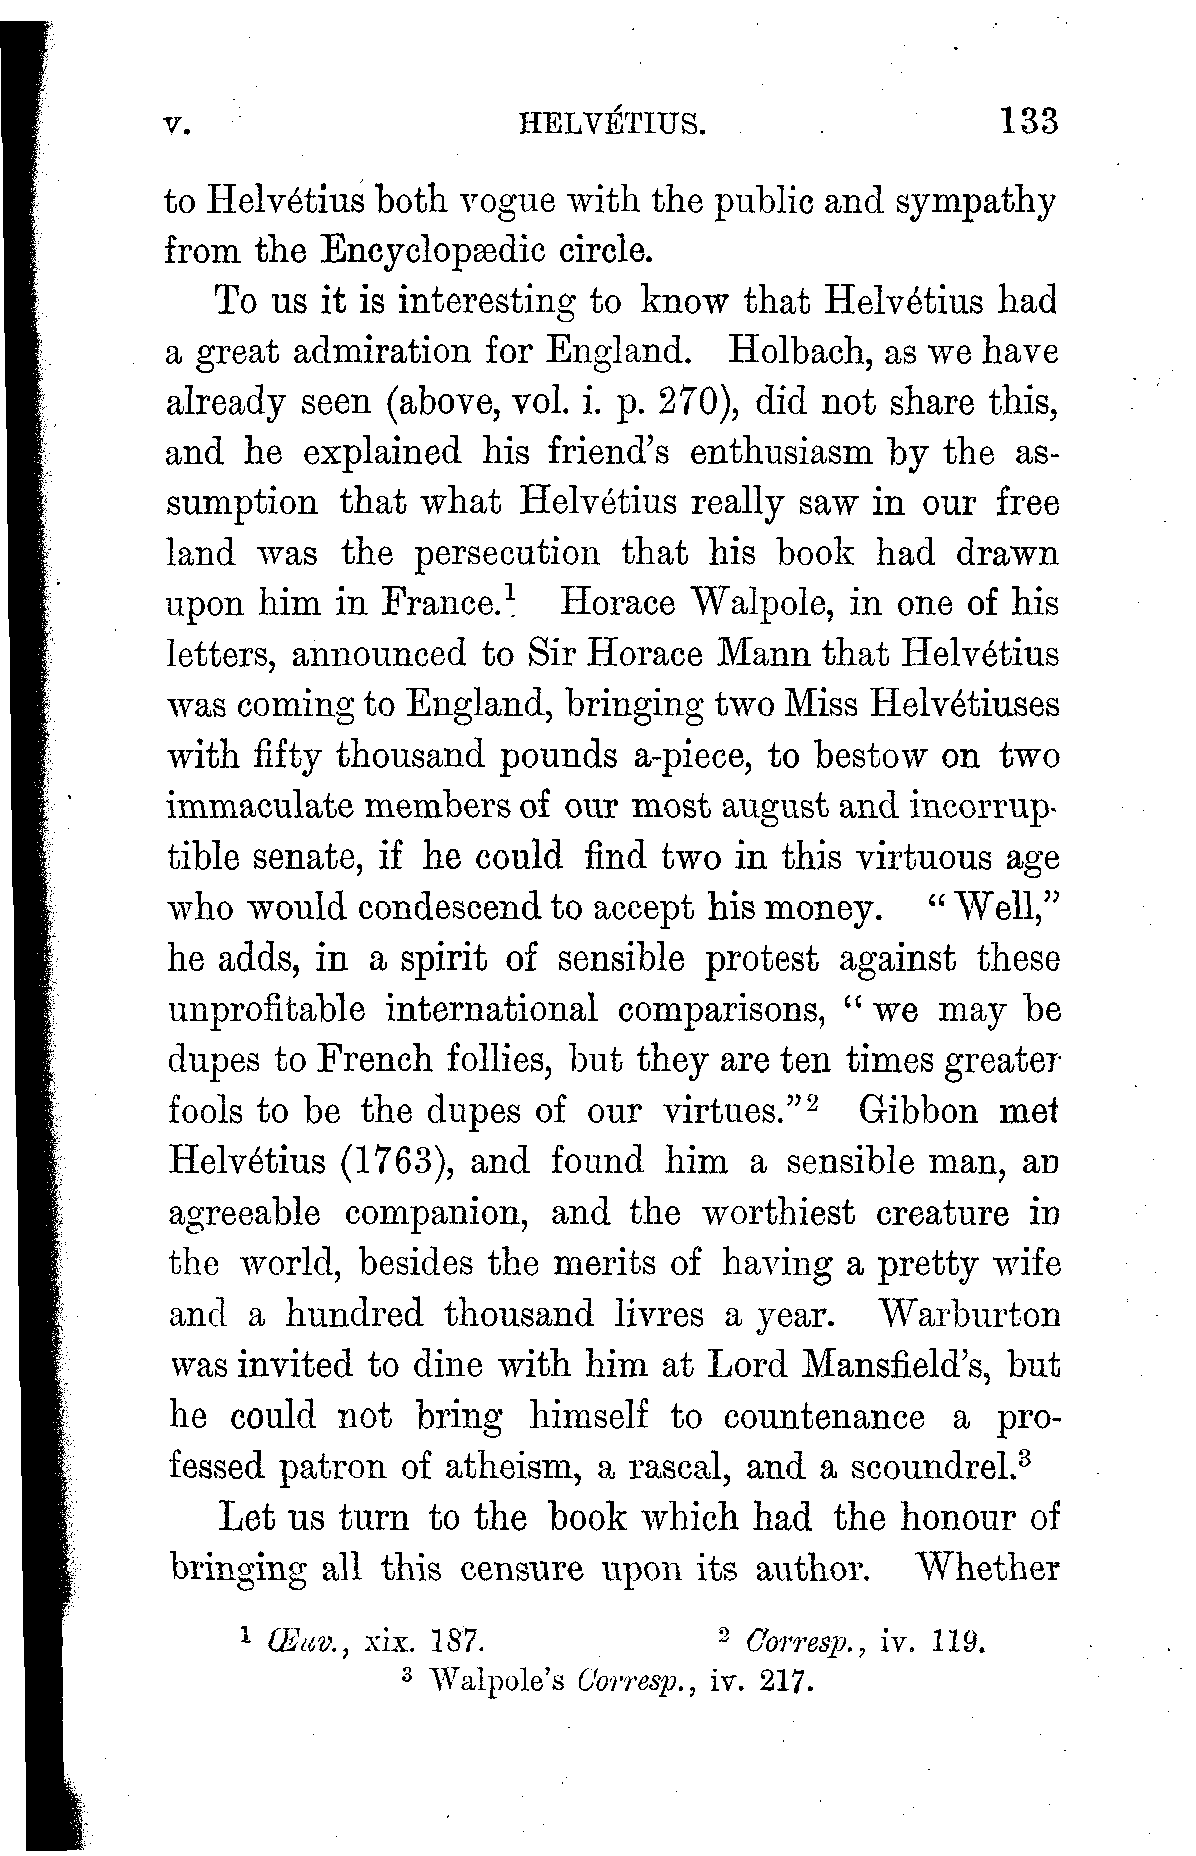 v. HELVÉTIUS. 133
to Helvétius both vogue with the public and sympathy
from the Encyclopædic circle.
To us it is interesting to know that Helvétius had
a great admiration for England. Holbach, as we have
already seen (above, vol. i. p. 270), did not share this,
and he explained his friend's enthusiasm by the as-
sumption that what Helvétius really saw in our free
land was the persecution that his book had drawn
upon him in France.¹ Horace Walpole, in one of his
letters, announced to Sir Horace Mann that Helvétius
was coming to England, bringing two Miss Helvétiuses
with fifty thousand pounds a-piece, to bestow on two
immaculate members of our most august and incorrup-
tible senate, if he could find two in this virtuous age
who would condescend to accept his money. “Well,”
he adds, in a spirit of sensible protest against these
unprofitable international comparisons, “we may be
dupes to French follies, but they are ten times greater
fools to be the dupes of our virtues.”² Gibbon met
Helvétius (1763), and found him a sensible man, an
agreeable companion, and the worthiest creature in
the world, besides the merits of having a pretty wife
and a hundred thousand livres a year. Warburton
was invited to dine with him at Lord Mansfield's, but
he could not bring himself to countenance a pro-
fessed patron of atheism, a rascal, and a scoundrel.³
Let us turn to the book which had the honour of
bringing all this censure upon its author. Whether
¹ Œuv., xix. 187. ² Corresp., iv. 119.
³ Walpole's Corresp., iv. 217.